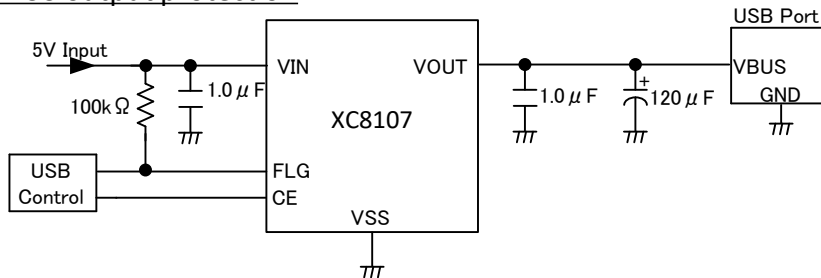 USB Port
5V Input
VIN
VOUT
VBUS
1.0μF
100kΩ
1.0μF
120μF
+
GND
XC8107
USB
Control
FLG
CE
VSS